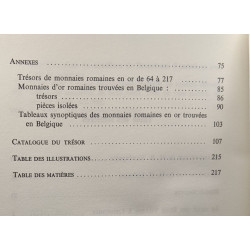 ANNEXES 75
Trésors de monnaies romaines en or de 64 à 217 77
Monnaies d'or romaines trouvées en Belgique : 85
trésors 86
pièces isolées 94
Tableaux synoptiques des monnaies romaines en or trouvées
en Belgique 103
CATALOGUE DU TRÉSOR 107
TABLE DES ILLUSTRATIONS 215
TABLE DES MATIÈRES 217